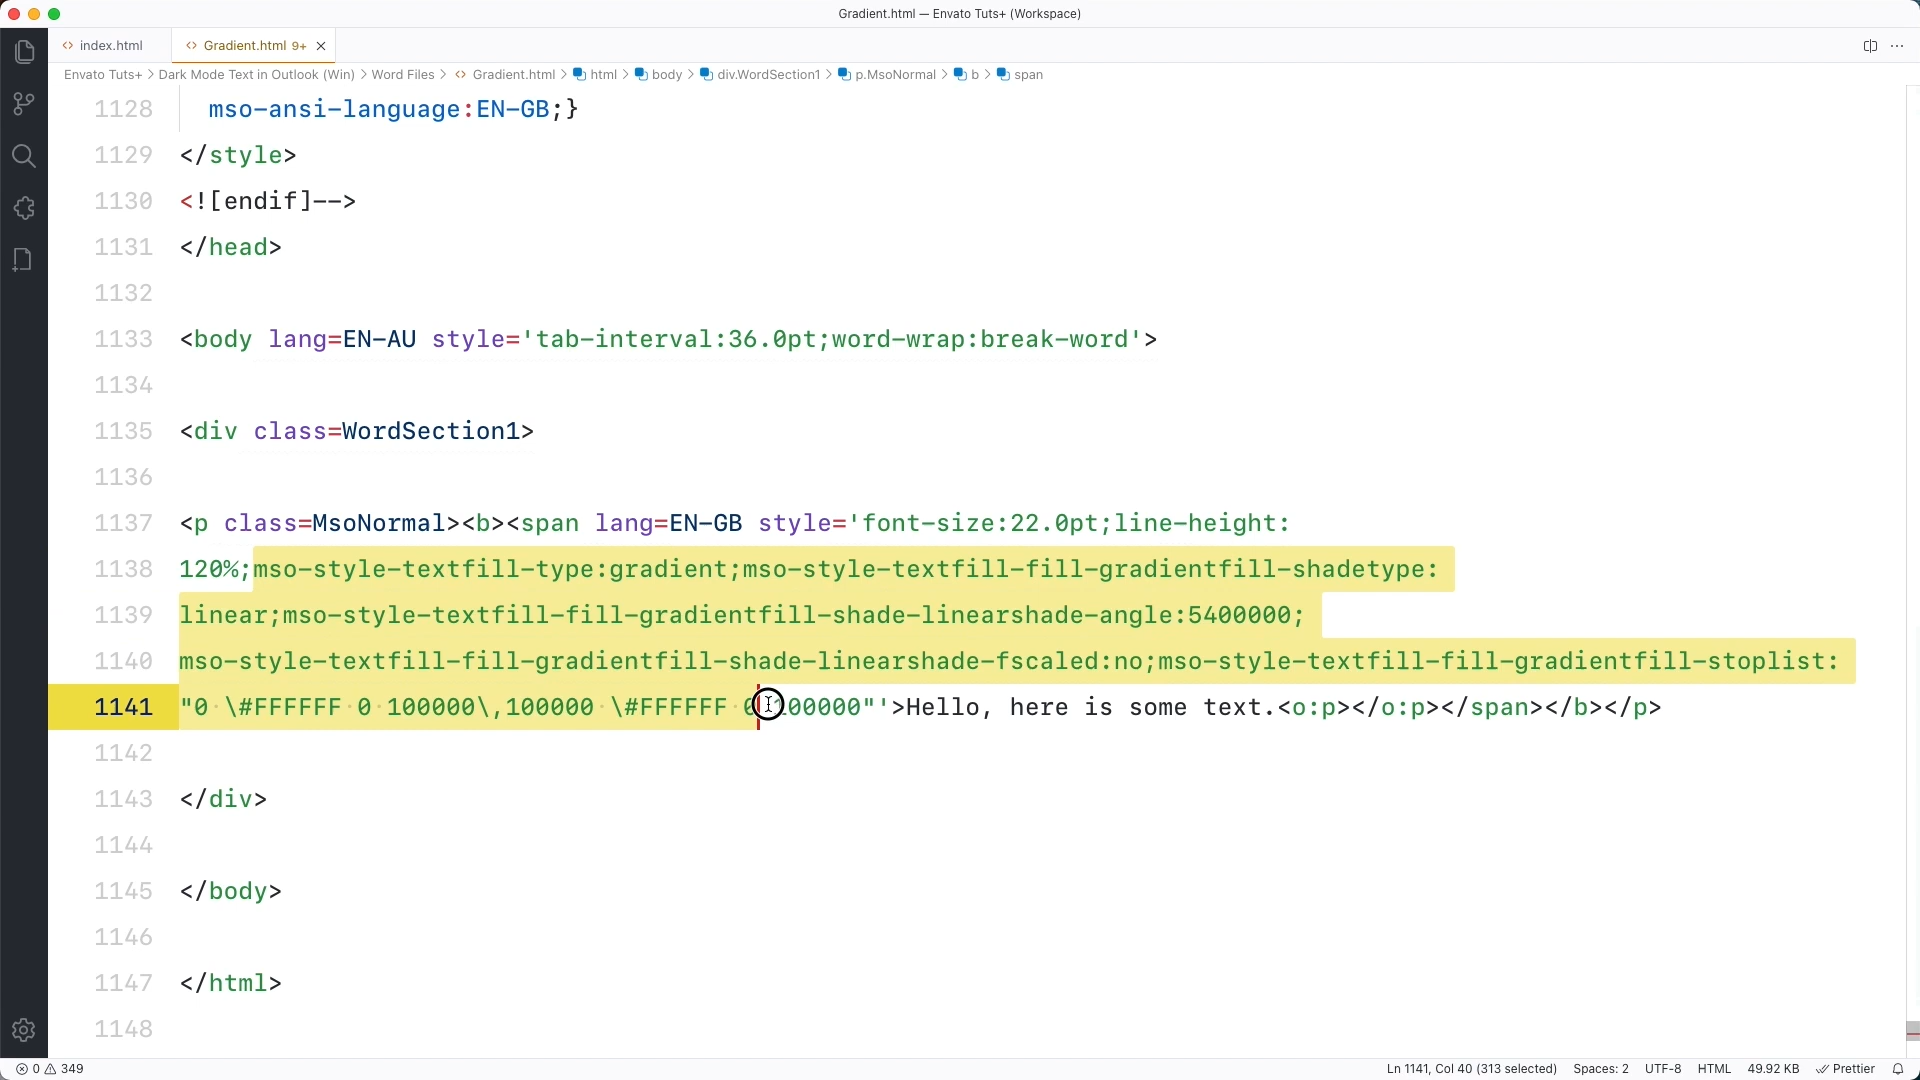 Gradient.html — Envato Tuts+ (Workspace)
index.html
Gradient.html 9+
Envato Tuts+ > Dark Mode Text in Outlook (Win) > Word Files > Gradient.html > html > body > div.WordSection1 > p.MsoNormal > b > span
1128 mso-ansi-language:EN-GB;}
1129 </style>
1130 <![endif]-->
1131 </head>
1132
1133 <body lang=EN-AU style='tab-interval:36.0pt;word-wrap:break-word'>
1134
1135 <div class=WordSection1>
1136
1137 <p class=MsoNormal><b><span lang=EN-GB style='font-size:22.0pt;line-height:
1138 120%;mso-style-textfill-type:gradient;mso-style-textfill-fill-gradientfill-shadetype:
1139 linear;mso-style-textfill-fill-gradientfill-shade-linearshade-angle:5400000;
1140 mso-style-textfill-fill-gradientfill-shade-linearshade-fscaled:no;mso-style-textfill-fill-gradientfill-stoplist:
1141 "0 \#FFFFFF 0 100000\,100000 \#FFFFFF 0 100000"'>Hello, here is some text.<o:p></o:p></span></b></p>
1142
1143 </div>
1144
1145 </body>
1146
1147 </html>
1148
0 349
Ln 1141, Col 40 (313 selected) Spaces: 2 UTF-8 HTML 49.92 KB Prettier